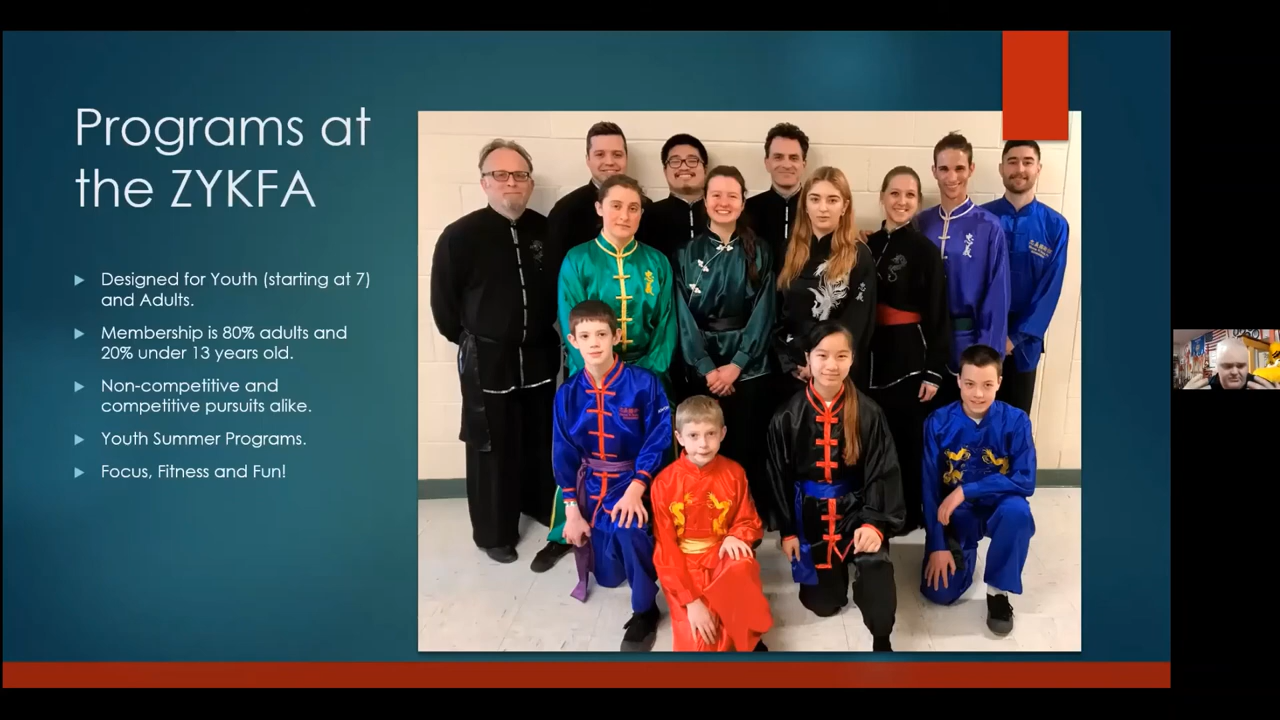 Programs at
the ZYKFA
Designed for Youth (starting at 7)
and Adults.
Membership is 80% adults and
20% under 13 years old.
Non-competitive and
competitive pursuits alike.
Youth Summer Programs.
Focus, Fitness and Fun!